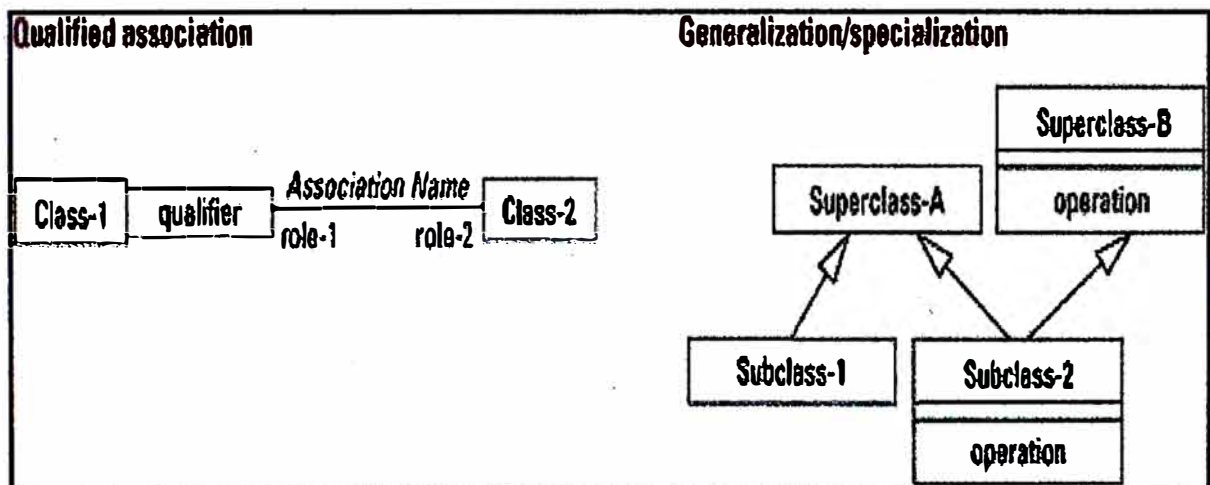 Qualified association
Generalization/specialization
Superclass-B
operation
Superclass-A
Class-1
qualifier
Association Name
role-1
role-2
Class-2
Subclass-1
Subclass-2
operation